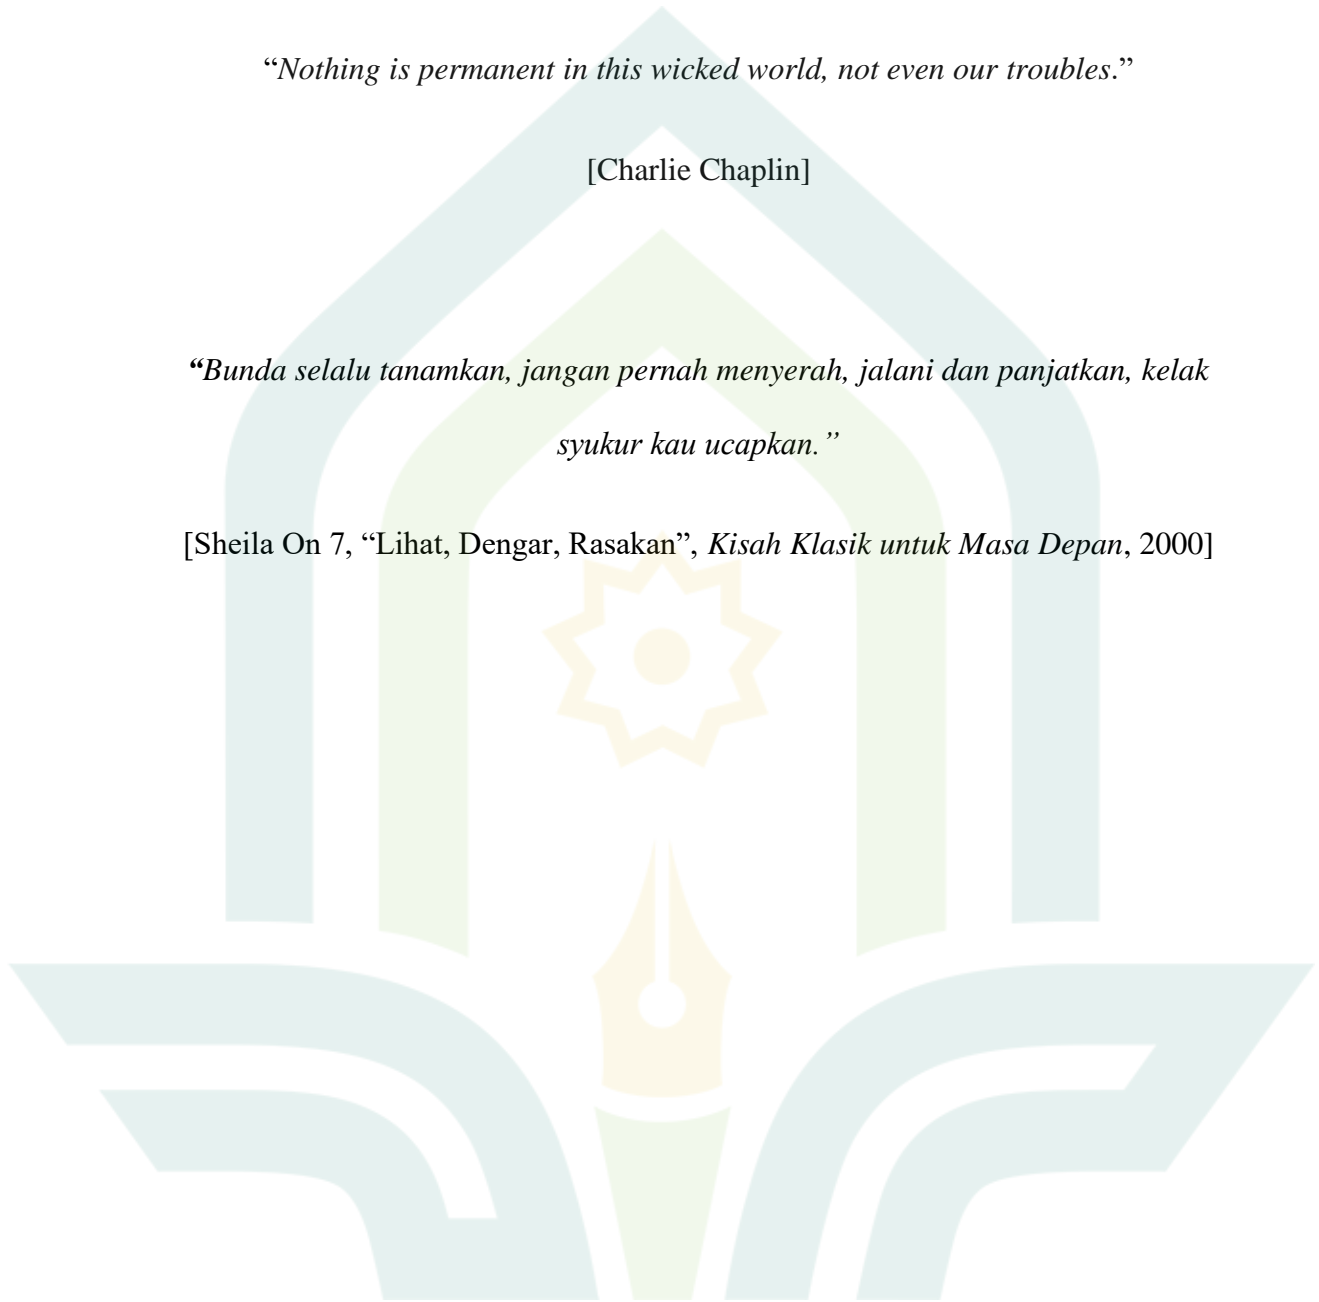 “Nothing is permanent in this wicked world, not even our troubles.”
[Charlie Chaplin]
“Bunda selalu tanamkan, jangan pernah menyerah, jalani dan panjatkan, kelak
syukur kau ucapkan.”
[Sheila On 7, “Lihat, Dengar, Rasakan”, Kisah Klasik untuk Masa Depan, 2000]